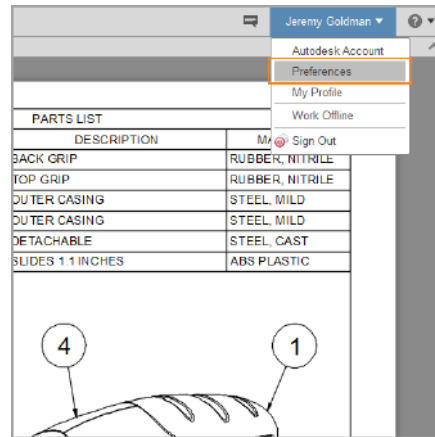 Jeremy Goldman
Autodesk Account
Preferences
My Profile
Work Offline
Sign Out
PARTS LIST
DESCRIPTION
BACK GRIP RUBBER, NITRILE
TOP GRIP RUBBER, NITRILE
OUTER CASING STEEL, MILD
OUTER CASING STEEL, MILD
DETACHABLE STEEL, CAST
SLIDES 1.1 INCHES ABS PLASTIC
4 1